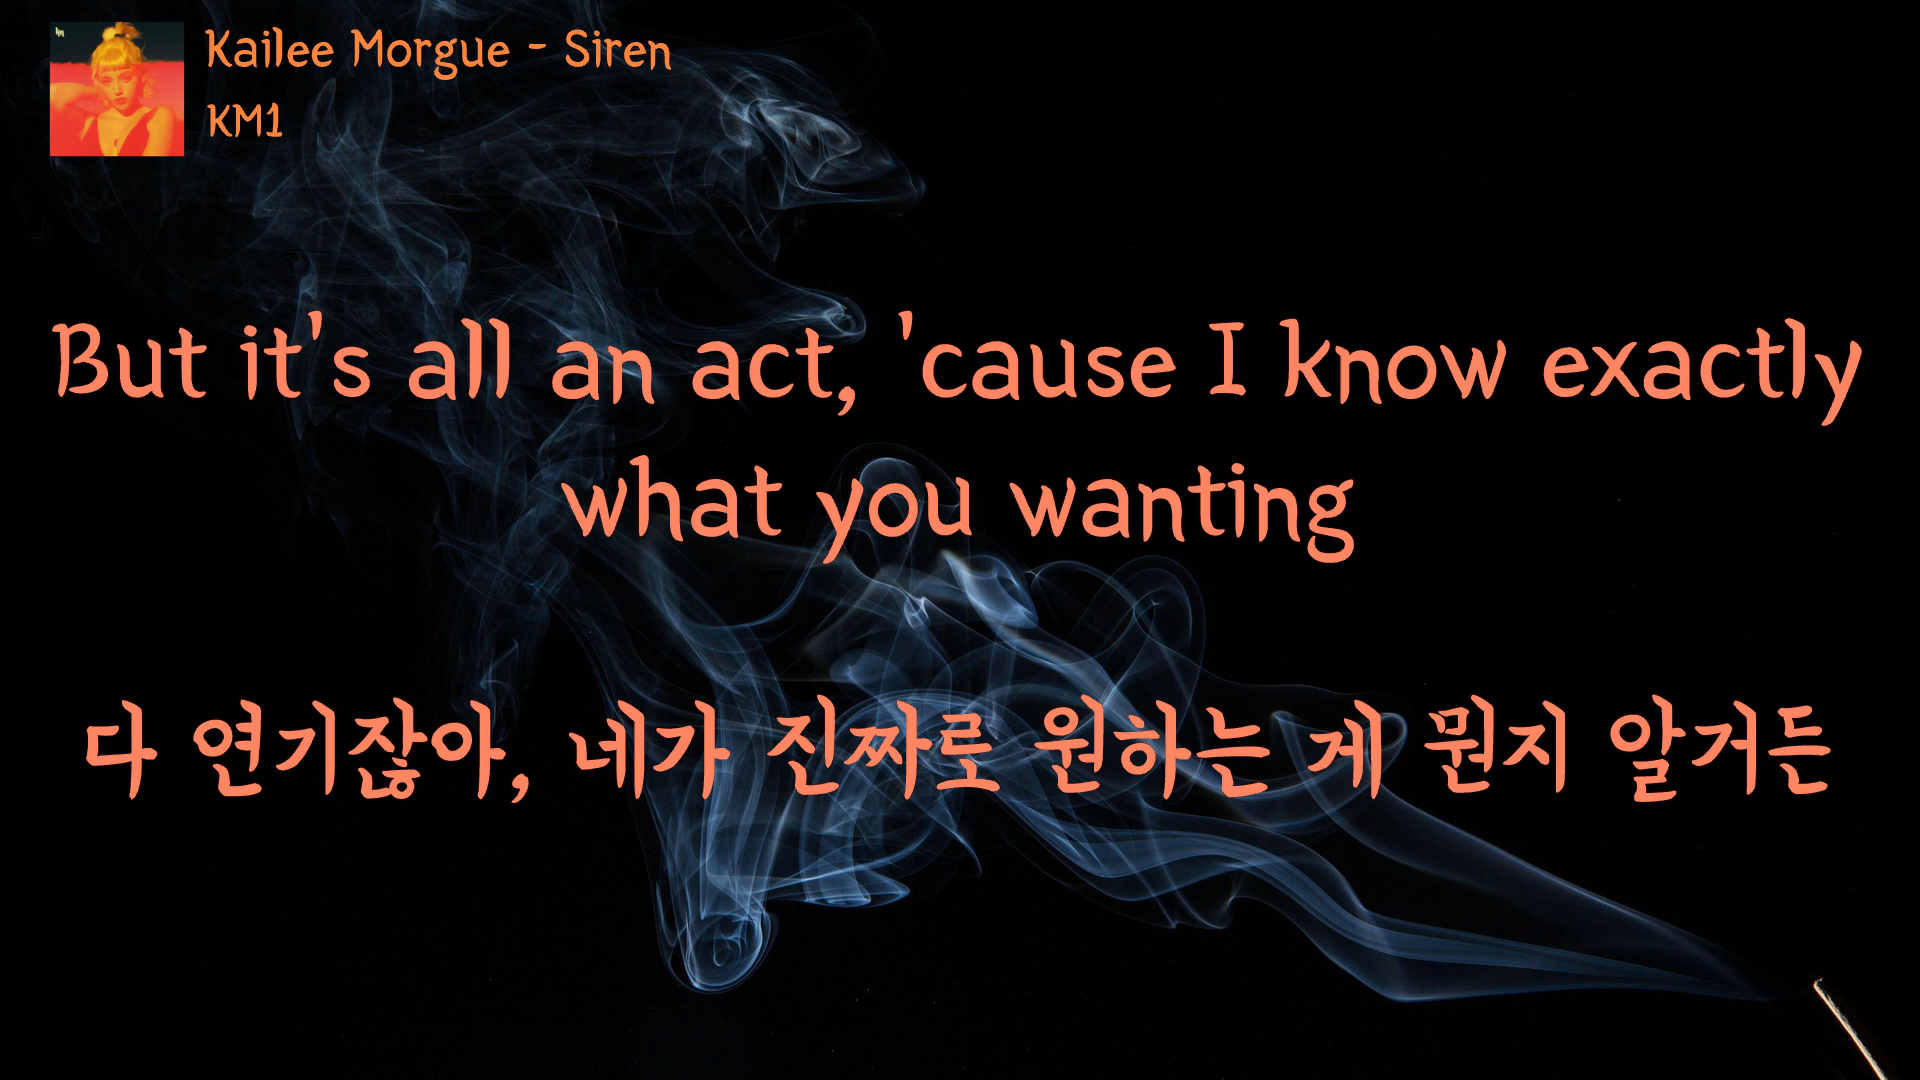 Kailee Morgue - Siren
KM1
But it's all an act, 'cause I know exactly
what you wanting
다 연기잖아, 네가 진짜로 원하는 게 뭔지 알거든